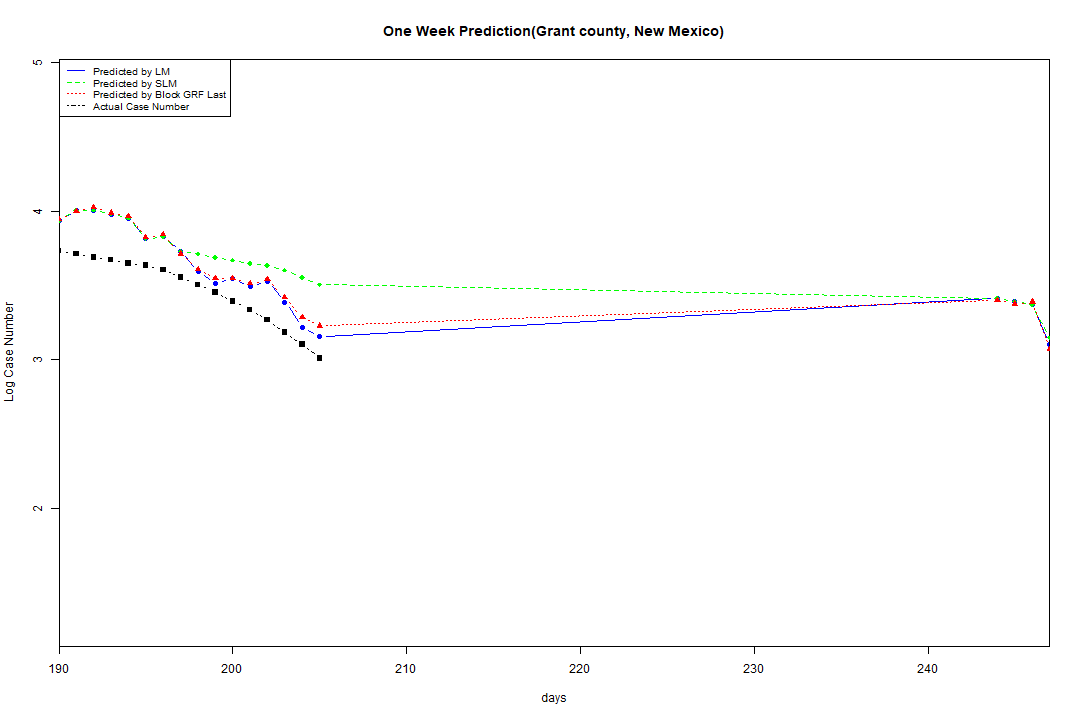 One Week Prediction(Grant county, New Mexico)
Predicted by LM
Predicted by SLM
Predicted by Block GRF Last
Actual Case Number
5
4
3
2
Log Case Number
190 200 210 220 230 240
days